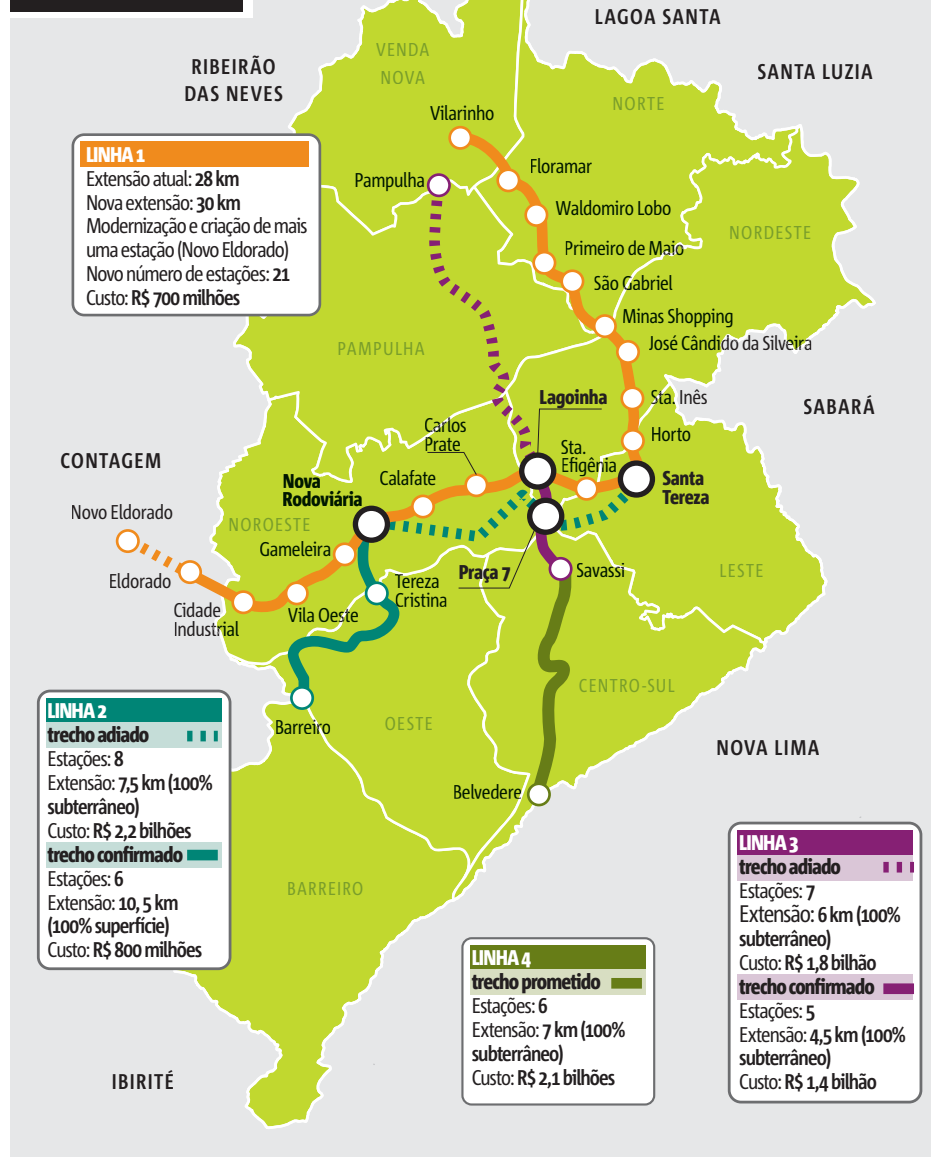 LAGOA SANTA
VENDA
NOVA
RIBEIRÃO
DAS NEVES
SANTA LUZIA
NORTE
Vilarinho
LINHA 1
Extensão atual: 28 km
Nova extensão: 30 km
Modernização e criação de mais
uma estação (Novo Eldorado)
Novo número de estações: 21
Custo: R$ 700 milhões
Floramar
Pampulha
Waldomiro Lobo
NORDESTE
Primeiro de Maio
São Gabriel
Minas Shopping
José Cândido da Silveira
PAMPULHA
Sta. Inês
Lagoinha
SABARÁ
Carlos
Prate
Horto
Sta.
Efigênia
CONTAGEM
Calafate
Santa
Tereza
Nova
Rodoviária
Novo Eldorado
NOROESTE
Gameleira
Eldorado
Praça 7
Savassi
LESTE
Tereza
Cristina
Cidade
Industrial
Vila Oeste
CENTRO-SUL
Barreiro
OESTE
NOVA LIMA
LINHA 2
trecho adiado
Estações: 8
Extensão: 7,5 km (100%
subterrâneo)
Custo: R$ 2,2 bilhões
trecho confirmado
Estações: 6
Extensão: 10, 5 km
(100% superfície)
Custo: R$ 800 milhões
Belvedere
BARREIRO
LINHA 3
trecho adiado
Estações: 7
Extensão: 6 km (100%
subterrâneo)
Custo: R$ 1,8 bilhão
trecho confirmado
Estações: 5
Extensão: 4,5 km (100%
subterrâneo)
Custo: R$ 1,4 bilhão
LINHA 4
trecho prometido
Estações: 6
Extensão: 7 km (100%
subterrâneo)
Custo: R$ 2,1 bilhões
IBIRITÉ